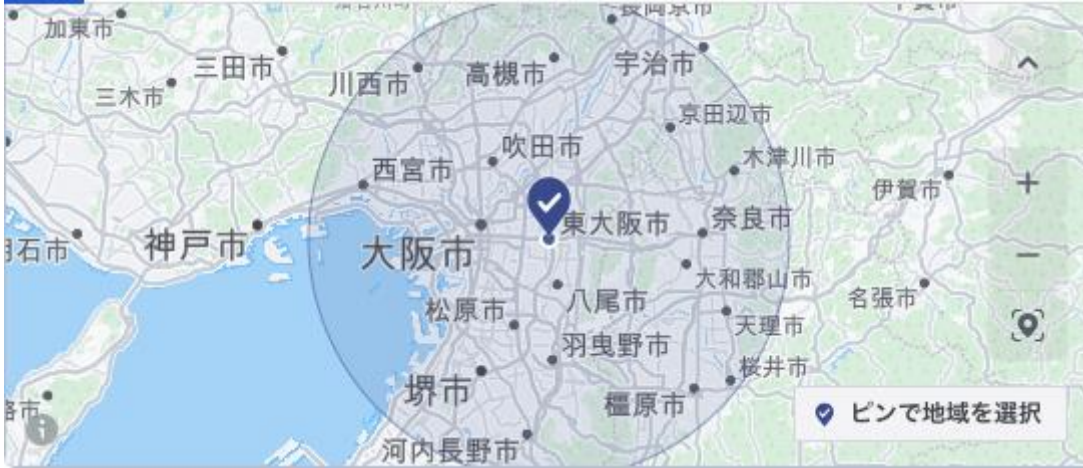 加東市
三田市
川西市
高槻市
宇治市
三木市
京田辺市
吹田市
木津川市
西宮市
伊賀市
東大阪市
奈良市
神戸市
大阪市
石市
大和郡山市
八尾市
名張市
松原市
天理市
羽曳野市
桜井市
堺市
橿原市
河内長野市
ピンで地域を選択